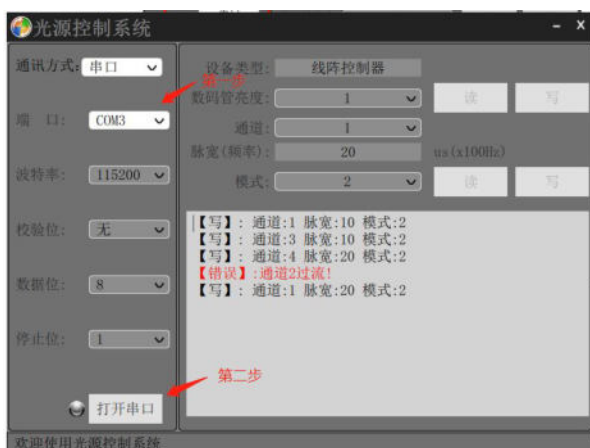 光源控制系统
通讯方式: 串口
端 口: COM3
波特率: 115200
校验位: 无
数据位: 8
停止位: 1
打开串口
第一步
第二步
设备类型: 线阵控制器
数码管亮度: 1 读 写
通道: 1
脉宽(频率): 20 us(x100Hz)
模式: 2 读 写
【写】: 通道:1 脉宽:10 模式:2
【写】: 通道:3 脉宽:10 模式:2
【写】: 通道:4 脉宽:20 模式:2
【错误】:通道2过流!
【写】: 通道:1 脉宽:20 模式:2
欢迎使用光源控制系统